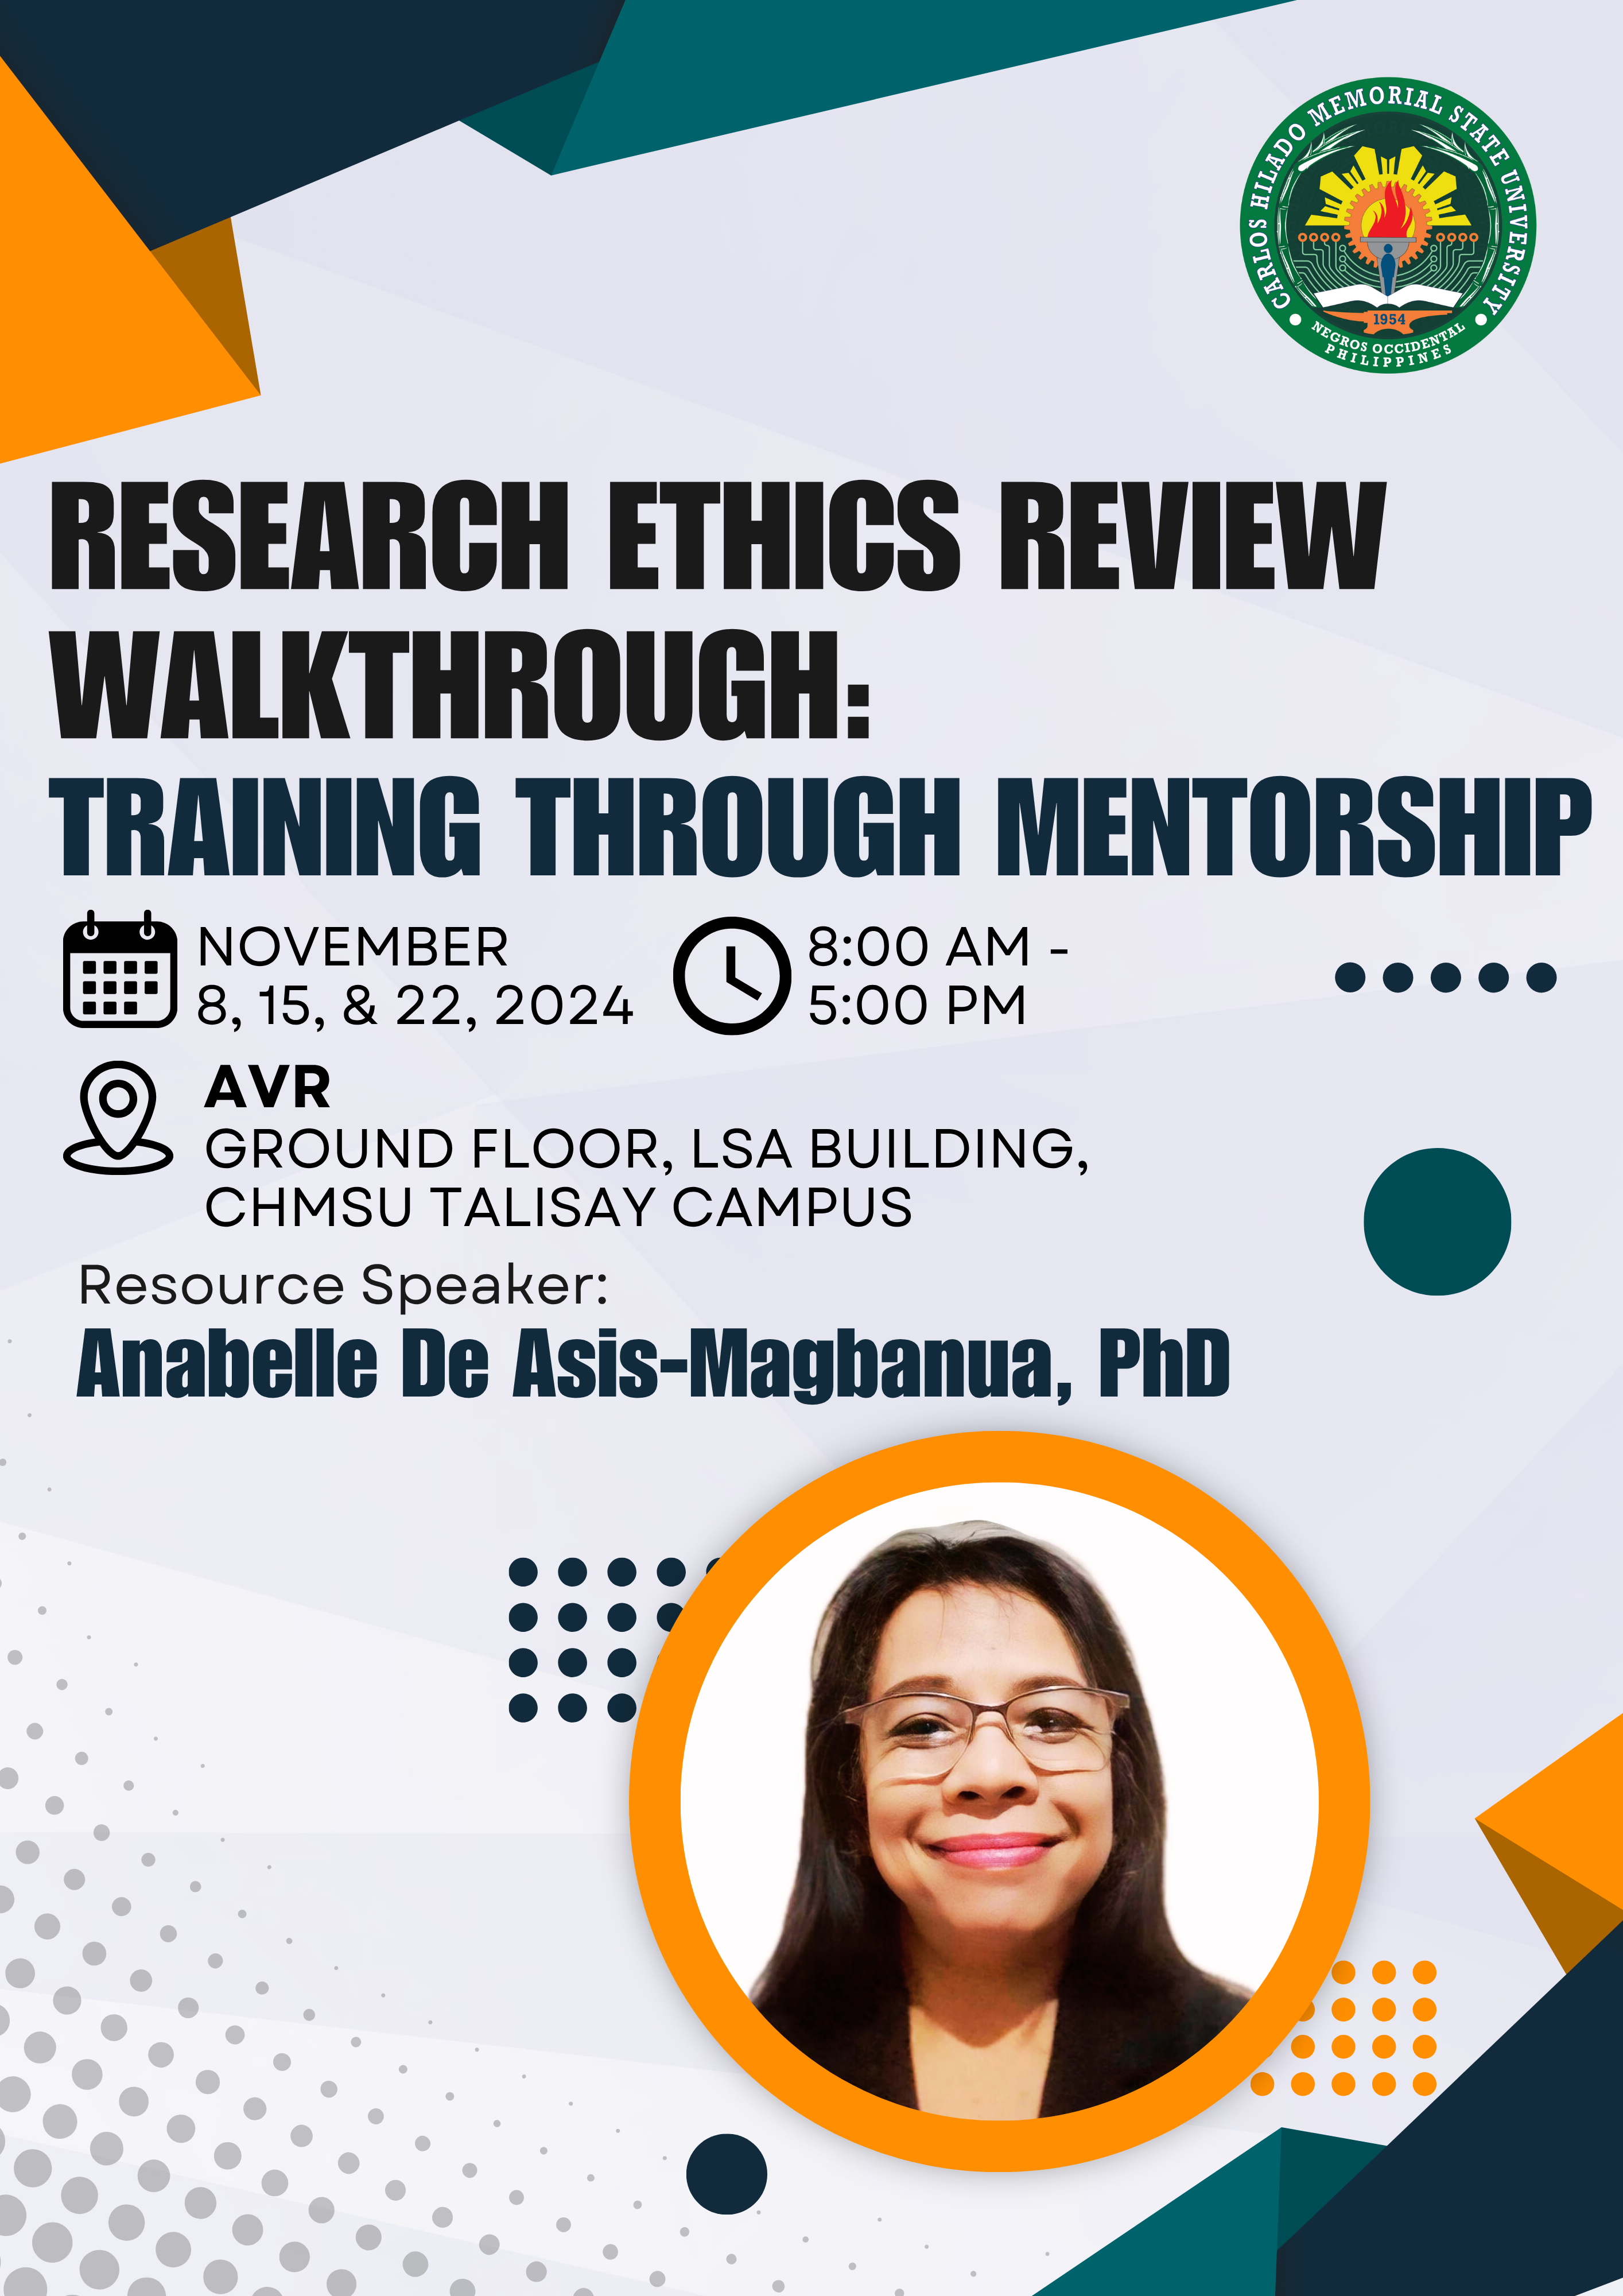 CARLOS HILADO MEMORIAL STATE UNIVERSITY
1954
NEGROS OCCIDENTAL
PHILIPPINES
RESEARCH ETHICS REVIEW
WALKTHROUGH:
TRAINING THROUGH MENTORSHIP
NOVEMBER
8, 15, & 22, 2024
8:00 AM -
5:00 PM
AVR
GROUND FLOOR, LSA BUILDING,
CHMSU TALISAY CAMPUS
Resource Speaker:
Anabelle De Asis-Magbanua, PhD